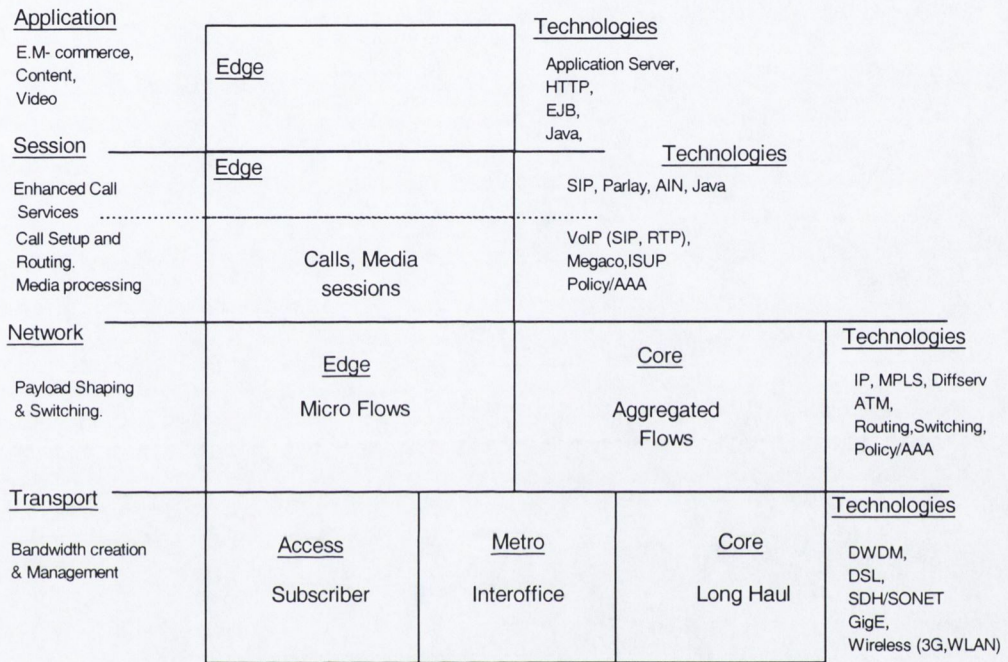 Application
E.M- commerce,
Content,
Video
Edge
Technologies
Application Server,
HTTP,
EJB,
Java,
Session
Enhanced Call
Services
Call Setup and
Routing.
Media processing
Edge
Calls, Media
sessions
Technologies
SIP, Parlay, AIN, Java
VoIP (SIP, RTP),
Megaco,ISUP
Policy/AAA
Network
Payload Shaping
& Switching.
Edge
Micro Flows
Core
Aggregated
Flows
Technologies
IP, MPLS, Diffserv
ATM,
Routing,Switching,
Policy/AAA
Transport
Bandwidth creation
& Management
Access
Subscriber
Metro
Interoffice
Core
Long Haul
Technologies
DWDM,
DSL,
SDH/SONET
GigE,
Wireless (3G,WLAN)